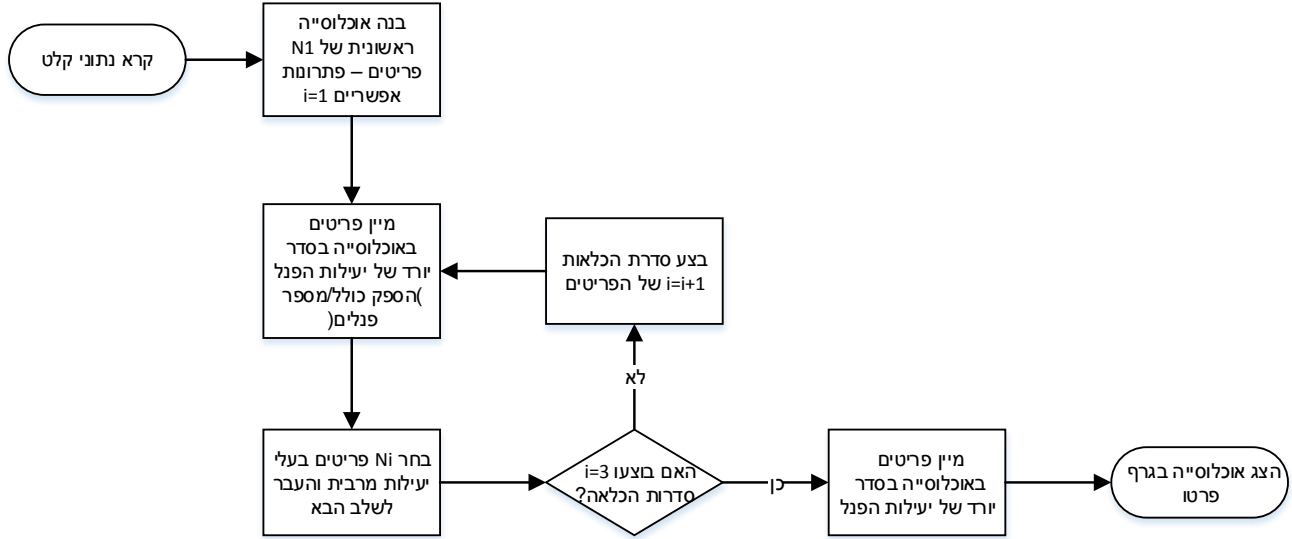 קרא נתוני קלט
בנה אוכלוסייה
ראשונית של N1
פריטים – פתרונות
אפשריים i=1
מיין פריטים
באוכלוסייה בסדר
יורד של יעילות הפנל
)הספק כולל/מספר
פנלים(
בצע סדרת הכלאות
i=i+1 של הפריטים
לא
בחר Ni פריטים בעלי
יעילות מרבית והעבר
לשלב הבא
האם בוצעו i=3
סדרות הכלאה?
כן
מיין פריטים
באוכלוסייה בסדר
יורד של יעילות הפנל
הצג אוכלוסייה בגרף
פרטו